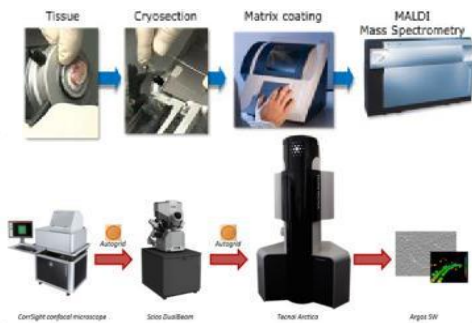 Tissue
Cryosection
Matrix coating
MALDI
Mass Spectrometry
Autogrid
Autogrid
CorrSight confocal microscope
Scios DualBeam
Tecnai Arctica
Argos SW